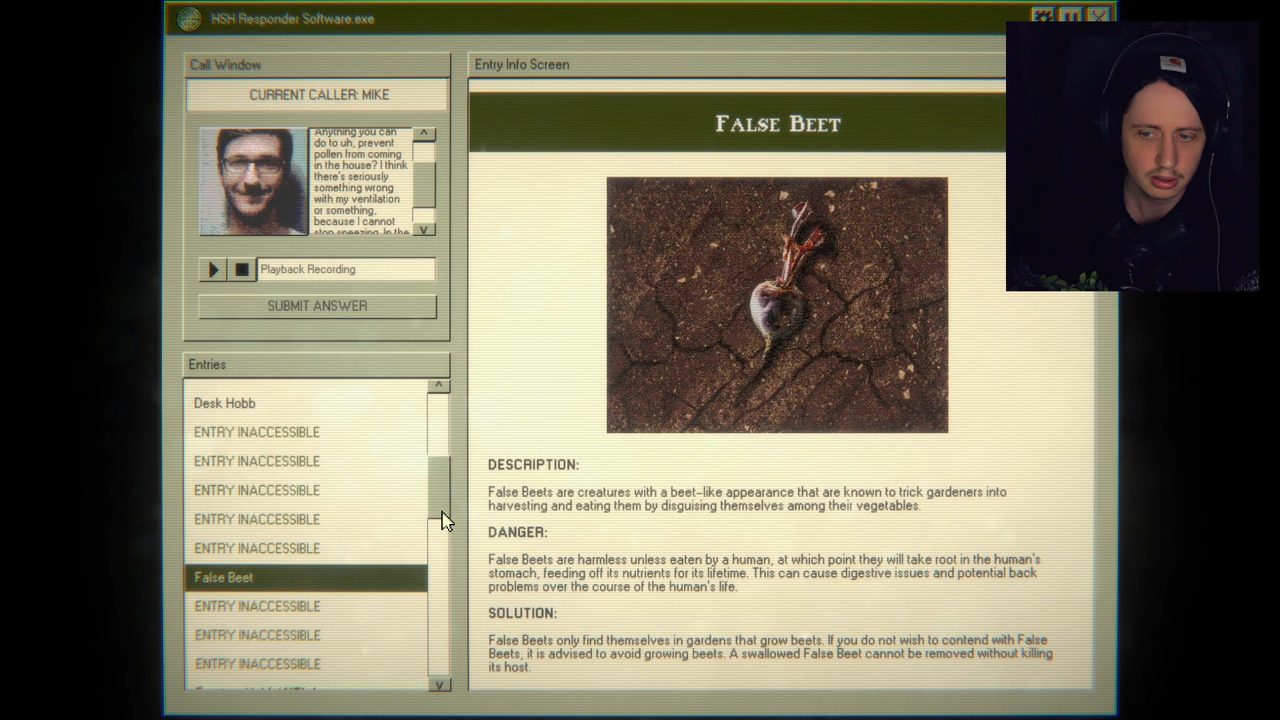 HSH Responder Software.exe
Call Window
CURRENT CALLER: MIKE
Anything you can
do to uh, prevent
pollen from coming
in the house? I think
there's seriously
something wrong
with my ventilation
or something,
because I cannot
stop sneezing. In the
Playback Recording
SUBMIT ANSWER
Entries
Desk Hobb
ENTRY INACCESSIBLE
ENTRY INACCESSIBLE
ENTRY INACCESSIBLE
ENTRY INACCESSIBLE
ENTRY INACCESSIBLE
False Beet
ENTRY INACCESSIBLE
ENTRY INACCESSIBLE
ENTRY INACCESSIBLE
Entry Info Screen
FALSE BEET
DESCRIPTION:
False Beets are creatures with a beet-like appearance that are known to trick gardeners into
harvesting and eating them by disguising themselves among their vegetables.
DANGER:
False Beets are harmless unless eaten by a human, at which point they will take root in the human's
stomach, feeding off its nutrients for its lifetime. This can cause digestive issues and potential back
problems over the course of the human's life.
SOLUTION:
False Beets only find themselves in gardens that grow beets. If you do not wish to contend with False
Beets, it is advised to avoid growing beets. A swallowed False Beet cannot be removed without killing
its host.